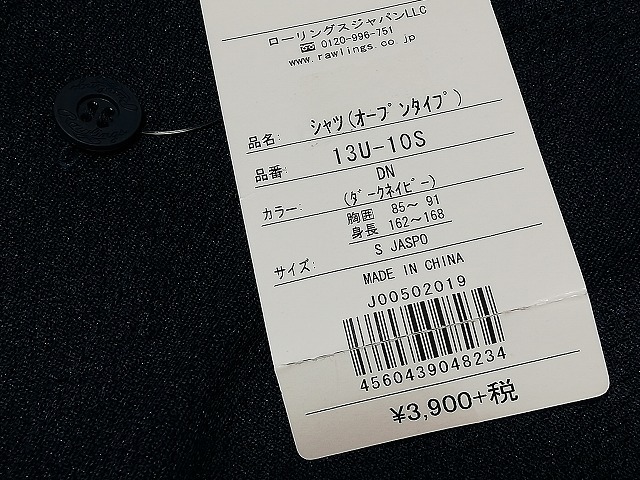 ローリングスジャパンLLC
0120-996-751
www.rawlings.co.jp
品名: シャツ(オープンタイプ)
品番: 13U-10S
カラー: DN
(ダークネイビー)
胸囲 85～ 91
身長 162～168
サイズ: S JASPO
MADE IN CHINA
J00502019
4560439048234
¥3,900+税